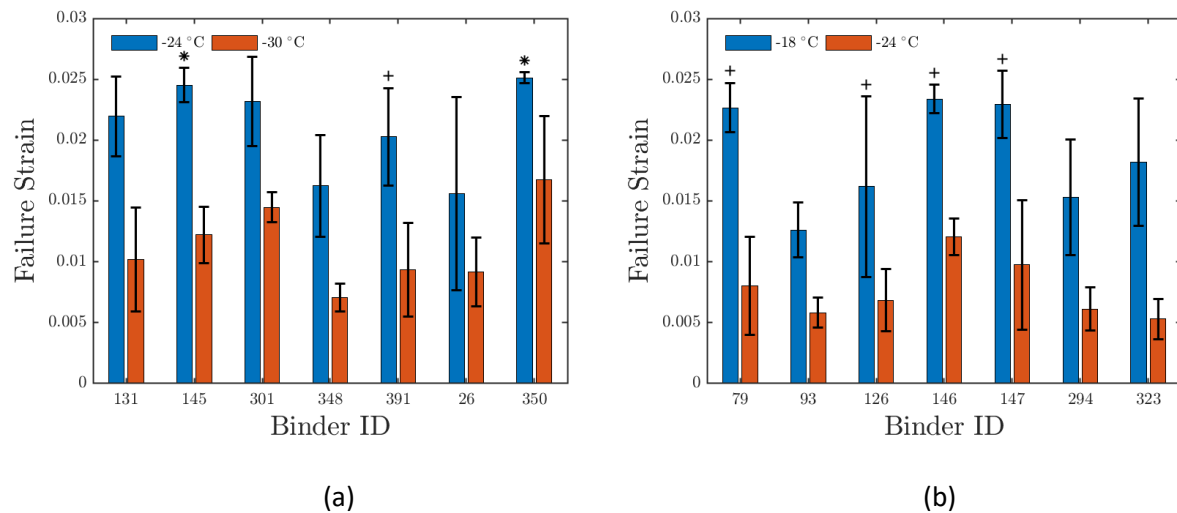 0.03
0.025
0.02
0.015
0.01
0.005
0
Failure Strain
-24 °C -30 °C
* + *
131 145 301 348 391 26 350
Binder ID
(a)
0.03
0.025
0.02
0.015
0.01
0.005
0
Failure Strain
-18 °C -24 °C
+ + + +
79 93 126 146 147 294 323
Binder ID
(b)